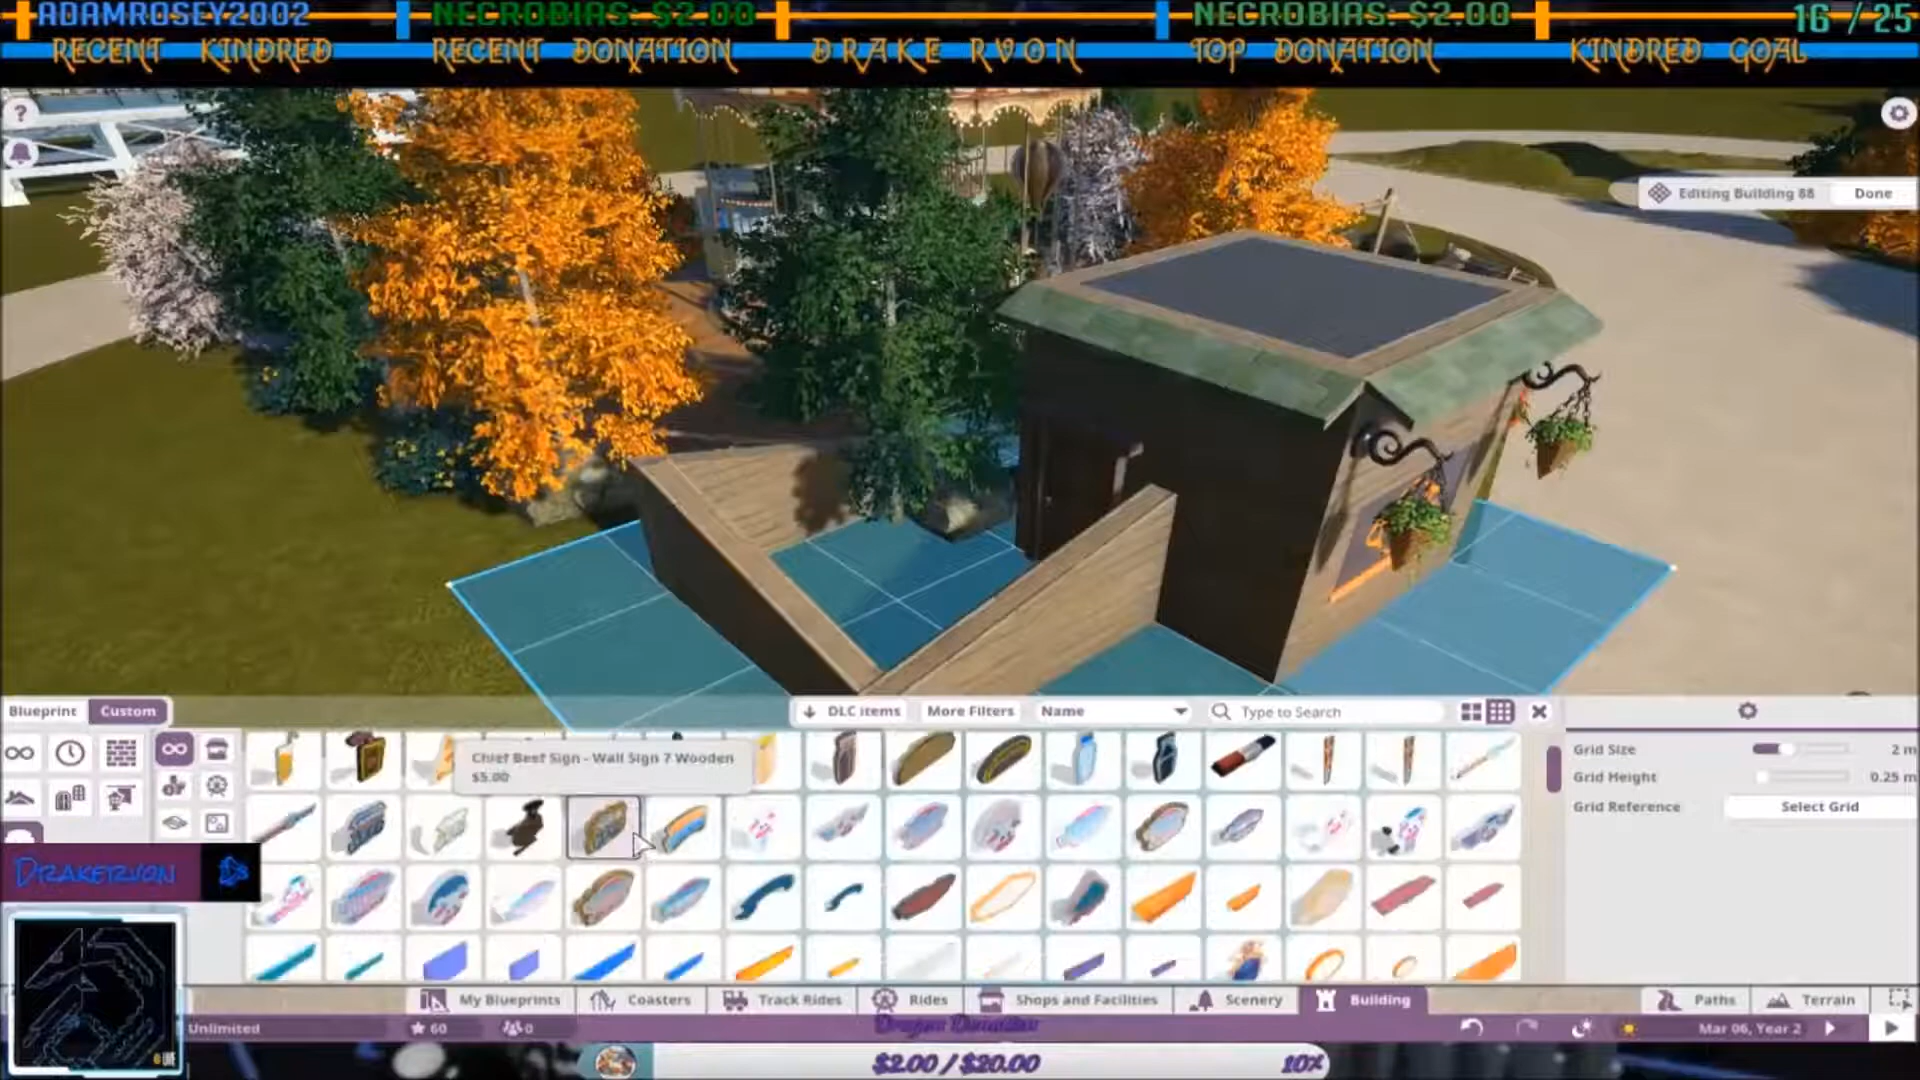 ADAMROSEY2002
NECROBIAS: $2.00
NECROBIAS: $2.00
16 / 25
RECENT KINDRED
RECENT DONATION
DRAKE RVON
TOP DONATION
KINDRED GOAL
?
Editing Building 88
Done
Blueprint
Custom
DLC items
More Filters
Name
Type to Search
Chief Beef Sign - Wall Sign 7 Wooden
$5.00
Grid Size
2 m
Grid Height
0.25 m
Grid Reference
Select Grid
DRAKERVON
My Blueprints
Coasters
Track Rides
Rides
Shops and Facilities
Scenery
Building
Paths
Terrain
Unlimited
60
0
Mar 06, Year 2
$2.00 / $20.00
10%